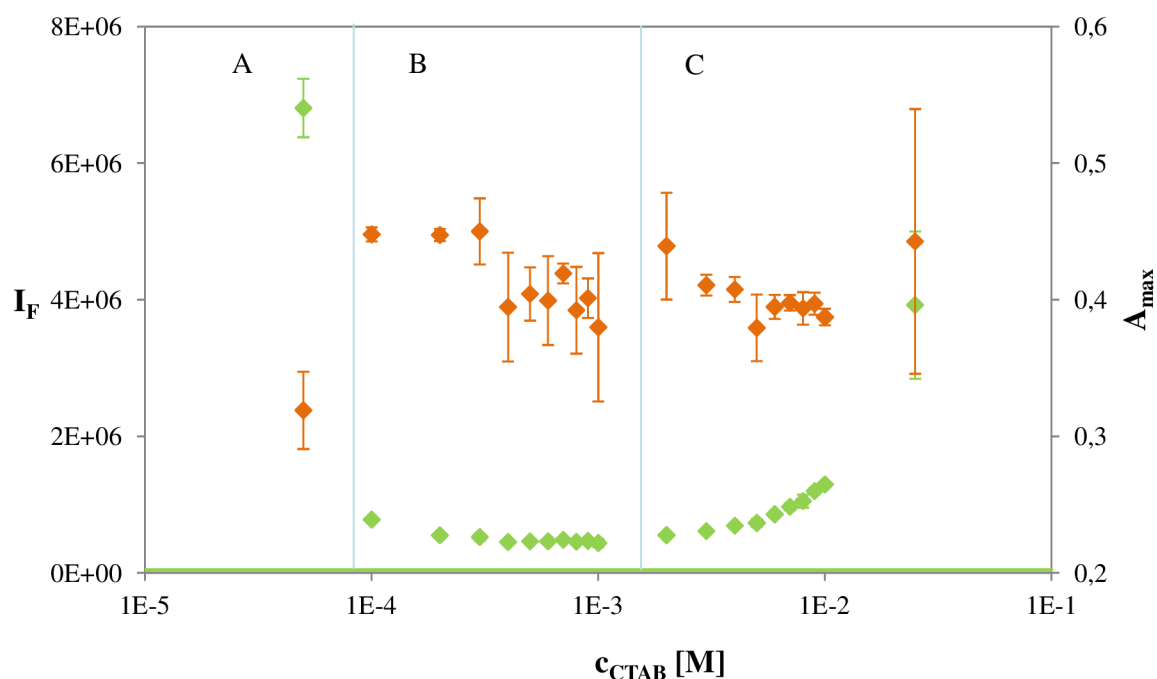 8E+06
6E+06
4E+06
2E+06
0E+00
I_F
A
B
C
0,6
0,5
0,4
0,3
0,2
A_max
1E-5
1E-4
1E-3
1E-2
1E-1
c_CTAB [M]